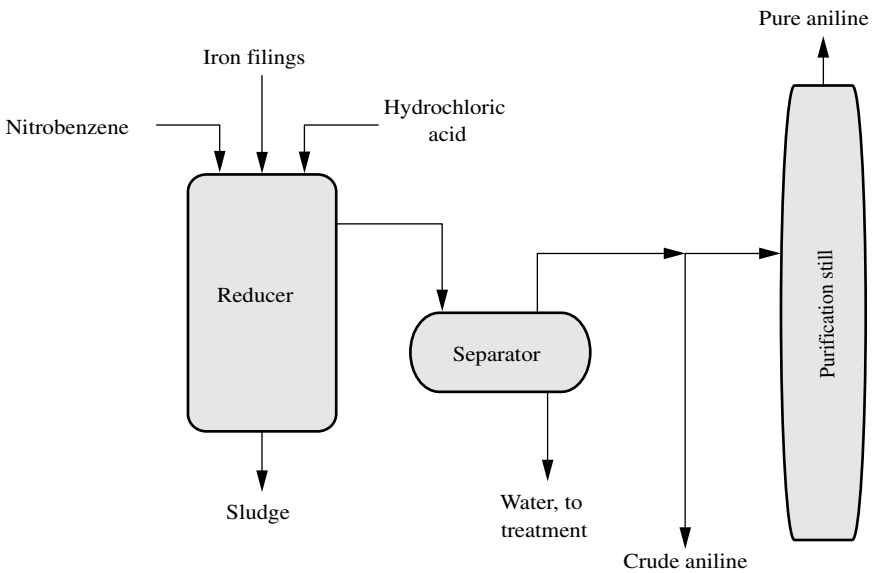 Pure aniline
Iron filings
Nitrobenzene
Hydrochloric
acid
Reducer
Separator
Purification still
Sludge
Water, to
treatment
Crude aniline